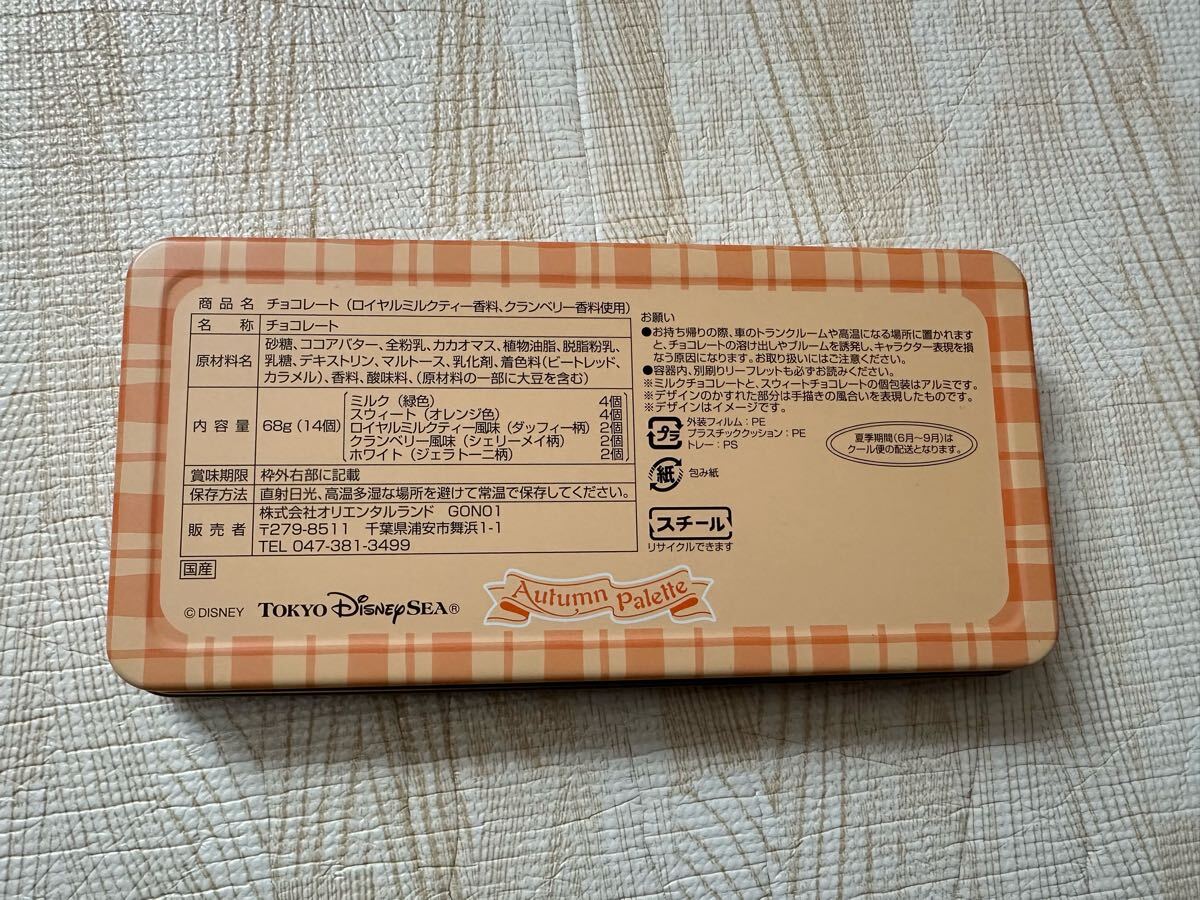 商品名 チョコレート（ロイヤルミルクティー香料、クランベリー香料使用）
名称 チョコレート
原材料名 砂糖、ココアバター、全粉乳、カカオマス、植物油脂、脱脂粉乳、
乳糖、デキストリン、マルトース、乳化剤、着色料（ビートレッド、
カラメル）、香料、酸味料、（原材料の一部に大豆を含む）
内容量 68g（14個）
ミルク（緑色） 4個
スウィート（オレンジ色） 4個
ロイヤルミルクティー風味（ダッフィー柄） 2個
クランベリー風味（シェリーメイ柄） 2個
ホワイト（ジェラトーニ柄） 2個
賞味期限 枠外右部に記載
保存方法 直射日光、高温多湿な場所を避けて常温で保存してください。
販売者 株式会社オリエンタルランド GON01
〒279-8511 千葉県浦安市舞浜1-1
TEL 047-381-3499
国産
© DISNEY TOKYO DISNEY SEA®
Autumn Palette
お願い
●お持ち帰りの際、車のトランクルームや高温になる場所に置かれますと
、チョコレートの溶け出しやブルームを誘発し、キャラクター表現を損
なう原因になります。お取り扱いにはご注意ください。
●容器内、別刷りリーフレットも必ずお読みください。
※ミルクチョコレートと、スウィートチョコレートの個包装はアルミです。
※デザインのかすれた部分は手描きの風合いを表現したものです。
※デザインはイメージです。
プラ
外装フィルム：PE
プラスチッククッション：PE
トレー：PS
紙 包み紙
スチール
リサイクルできます
夏季期間（6月～9月）は
クール便の配送となります。